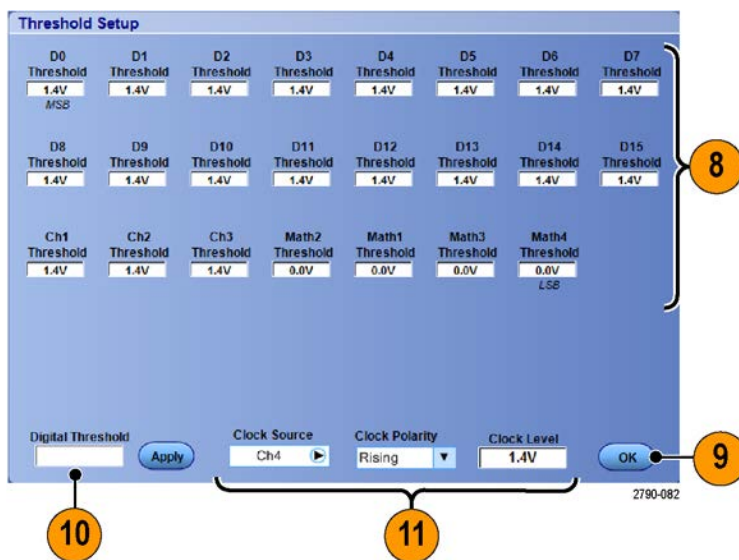 Threshold Setup
D0 D1 D2 D3 D4 D5 D6 D7
Threshold Threshold Threshold Threshold Threshold Threshold Threshold Threshold
1.4V 1.4V 1.4V 1.4V 1.4V 1.4V 1.4V 1.4V
MSB
8
D8 D9 D10 D11 D12 D13 D14 D15
Threshold Threshold Threshold Threshold Threshold Threshold Threshold Threshold
1.4V 1.4V 1.4V 1.4V 1.4V 1.4V 1.4V 1.4V
Ch1 Ch2 Ch3 Math2 Math1 Math3 Math4
Threshold Threshold Threshold Threshold Threshold Threshold Threshold
1.4V 1.4V 1.4V 0.0V 0.0V 0.0V 0.0V
LSB
Digital Threshold Clock Source Clock Polarity Clock Level
Apply Ch4 Rising 1.4V OK 9
2790-082
10 11